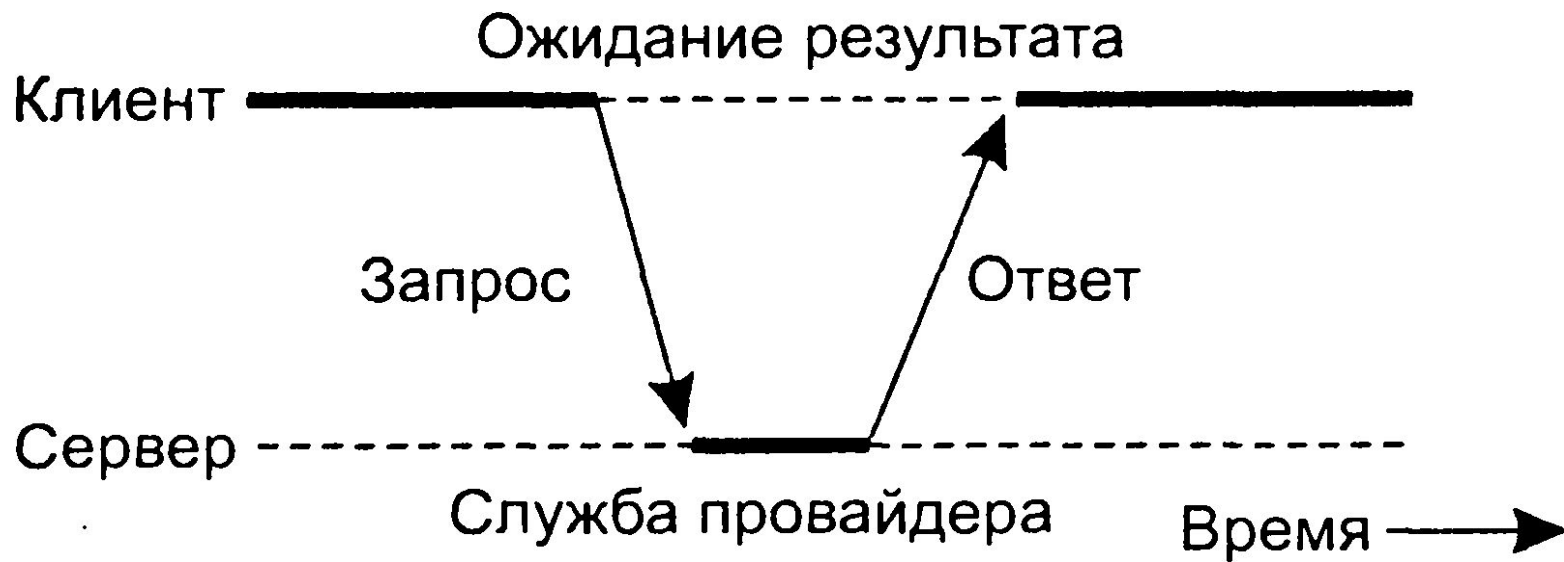 Ожидание результата
Клиент
Запрос
Ответ
Сервер
Служба провайдера
Время